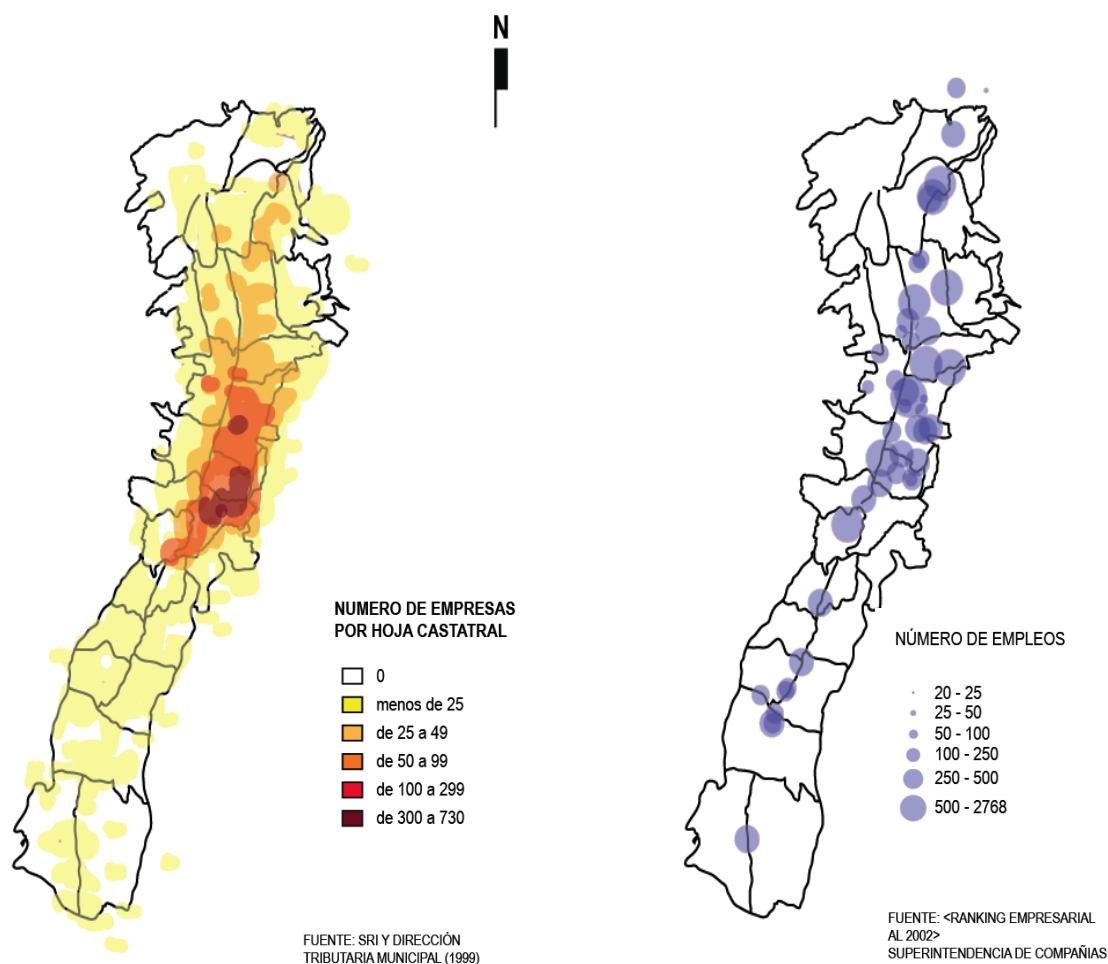 N
NUMERO DE EMPRESAS
POR HOJA CASTATRAL
0
menos de 25
de 25 a 49
de 50 a 99
de 100 a 299
de 300 a 730
FUENTE: SRI Y DIRECCIÓN
TRIBUTARIA MUNICIPAL (1999)
NÚMERO DE EMPLEOS
20 - 25
25 - 50
50 - 100
100 - 250
250 - 500
500 - 2768
FUENTE: <RANKING EMPRESARIAL
AL 2002>
SUPERINTENDENCIA DE COMPAÑIAS